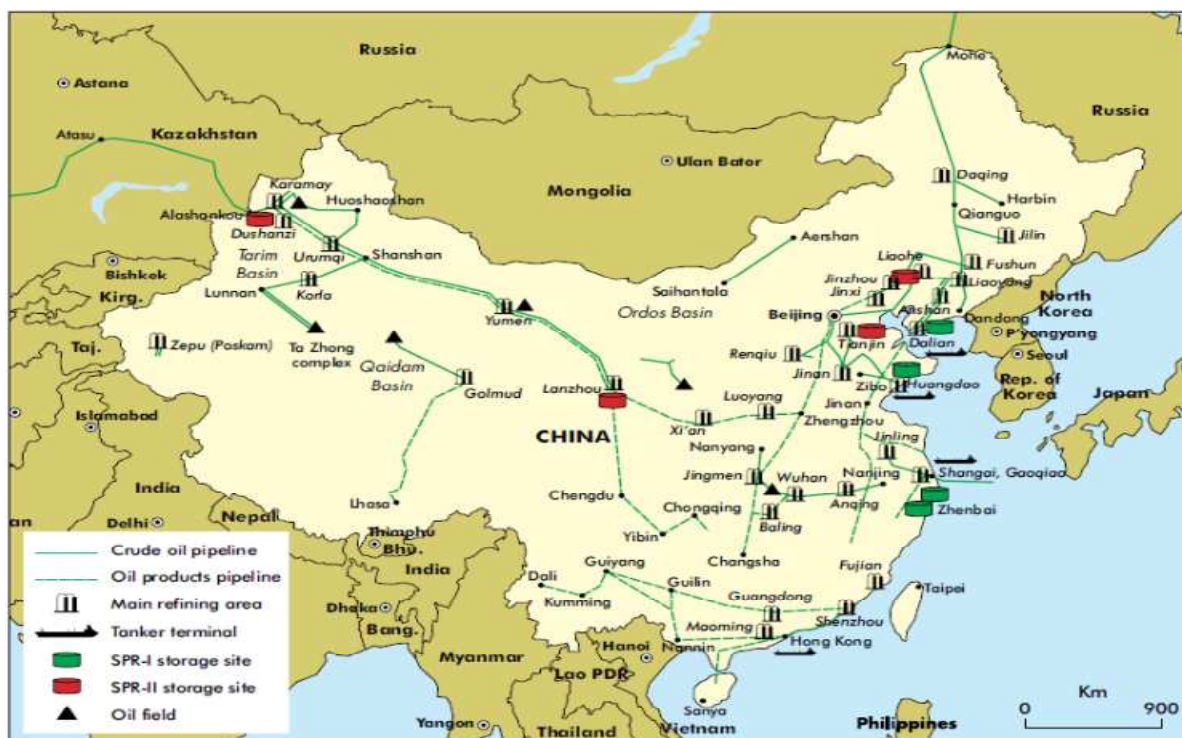 Russia
Mohe
Astana
Russia
Atasu
Kazakhstan
Ulan Bator
Mongolia
Karamay
Huoshaoshan
Daqing
Harbin
Alashankou
Dushanzi
Qianguo
Jilin
Tarim
Basin
Urumqi
Shanshan
Aershan
Liaohe
Fushun
Bishkek
Kirg.
Lunnan
Korla
Saihantala
Jinzhou
Jinxi
Liaoyang
North
Korea
Yumen
Ordos Basin
Beijing
Anshan
Dandong
P'yongyang
Taj.
Zepu (Poskam)
Ta Zhong
complex
Qaidam
Basin
Golmud
Renqiu
Tianjin
Dalian
Seoul
Jinan
Zibo
Huangdao
Rep. of
Korea
Japan
Islamabad
Lanzhou
Luoyang
Jinan
Xi'an
Zhengzhou
CHINA
Nanyang
Jinling
Jingmen
Wuhan
Nanjing
Shangai, Gaoqiao
India
Lhasa
Chengdu
Chongqing
Baling
Anqing
Zhenbai
Delhi
Nepal
Yibin
Changsha
Thimphu
Bhu.
India
Guiyang
Fujian
Dali
Kumming
Guilin
Guangdong
Taipei
Dhaka
Bang.
Maoming
Shenzhou
Hong Kong
Nannin
Hanoi
Myanmar
Lao PDR
Sanya
Vietnam
Yangon
Thailand
Philippines
Crude oil pipeline
Oil products pipeline
Main refining area
Tanker terminal
SPR-I storage site
SPR-II storage site
Oil field
Km
0 900